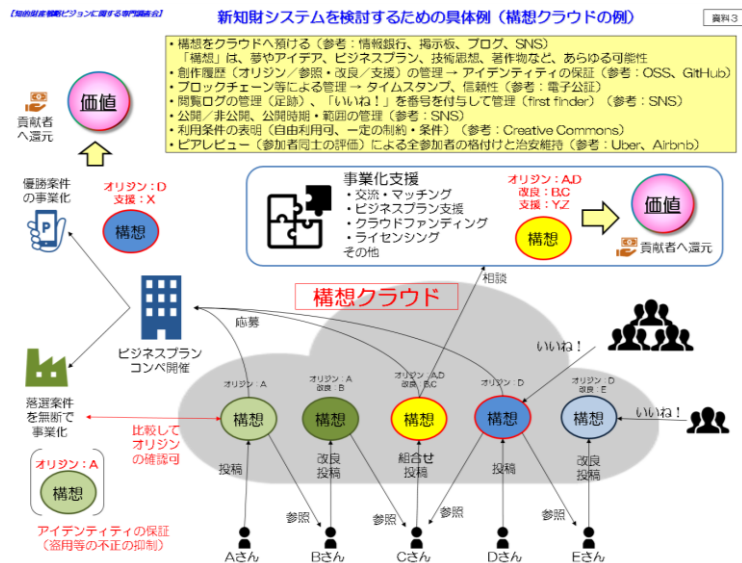 【知的財産戦略ビジョンに関する専門調査会】
新知財システムを検討するための具体例（構想クラウドの例）
資料３
・構想をクラウドへ預ける（参考：情報銀行、掲示板、ブログ、SNS）
「構想」は、夢やアイデア、ビジネスプラン、技術思想、著作物など、あらゆる可能性
・創作履歴（オリジン／参照・改良／支援）の管理 → アイデンティティの保証（参考：OSS、GitHub）
・ブロックチェーン等による管理 → タイムスタンプ、信頼性（参考：電子公証）
・閲覧ログの管理（足跡）、「いいね！」を番号を付与して管理（first finder）（参考：SNS）
・公開／非公開、公開時期・範囲の管理（参考：SNS）
・利用条件の表明（自由利用可、一定の制約・条件）（参考：Creative Commons）
・ピアレビュー（参加者同士の評価）による全参加者の格付けと治安維持（参考：Uber、Airbnb）
価値
貢献者
へ還元
優勝案件
の事業化
オリジン：D
支援：X
P
構想
事業化支援
・交流・マッチング
・ビジネスプラン支援
・クラウドファンディング
・ライセンシング
その他
オリジン：A,D
改良：B,C
支援：Y,Z
構想
価値
貢献者へ還元
相談
構想クラウド
応募
ビジネスプラン
コンペ開催
いいね！
落選案件
を無断で
事業化
比較して
オリジン
の確認可
オリジン：A
構想
オリジン：A
改良：B
構想
オリジン：A,D
改良：B,C
構想
オリジン：D
構想
オリジン：D
改良：E
構想
いいね！
オリジン：A
構想
投稿
改良
投稿
組合せ
投稿
投稿
改良
投稿
参照
参照
参照
参照
アイデンティティの保証
（盗用等の不正の抑制）
Aさん
Bさん
Cさん
Dさん
Eさん